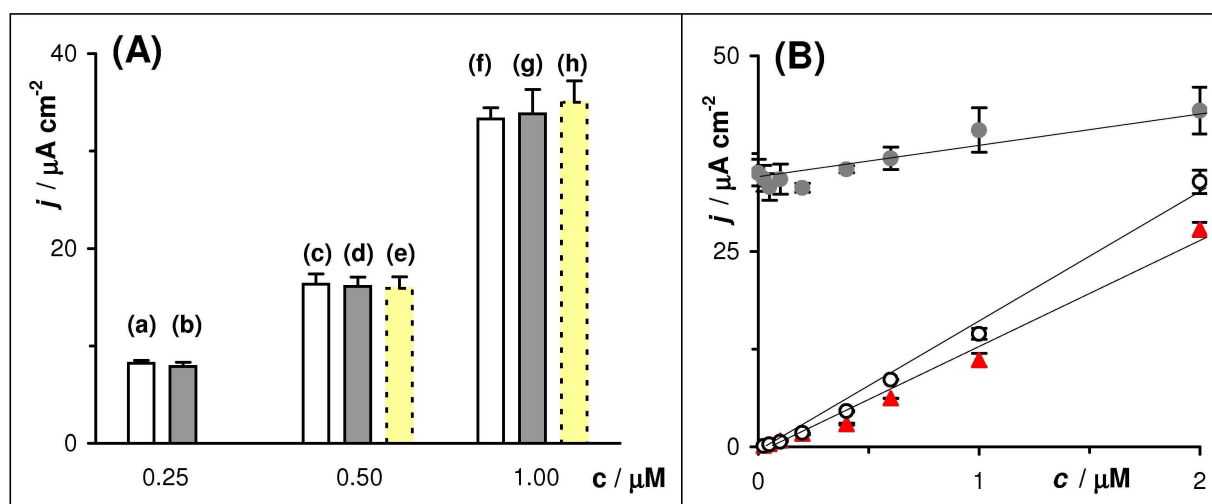 (A)
j / µA cm-2
40
20
0
(a) (b)
(c) (d) (e)
(f) (g) (h)
0.25 0.50 1.00 c / µM
(B)
j / µA cm-2
50
25
0
0 1 c / µM 2